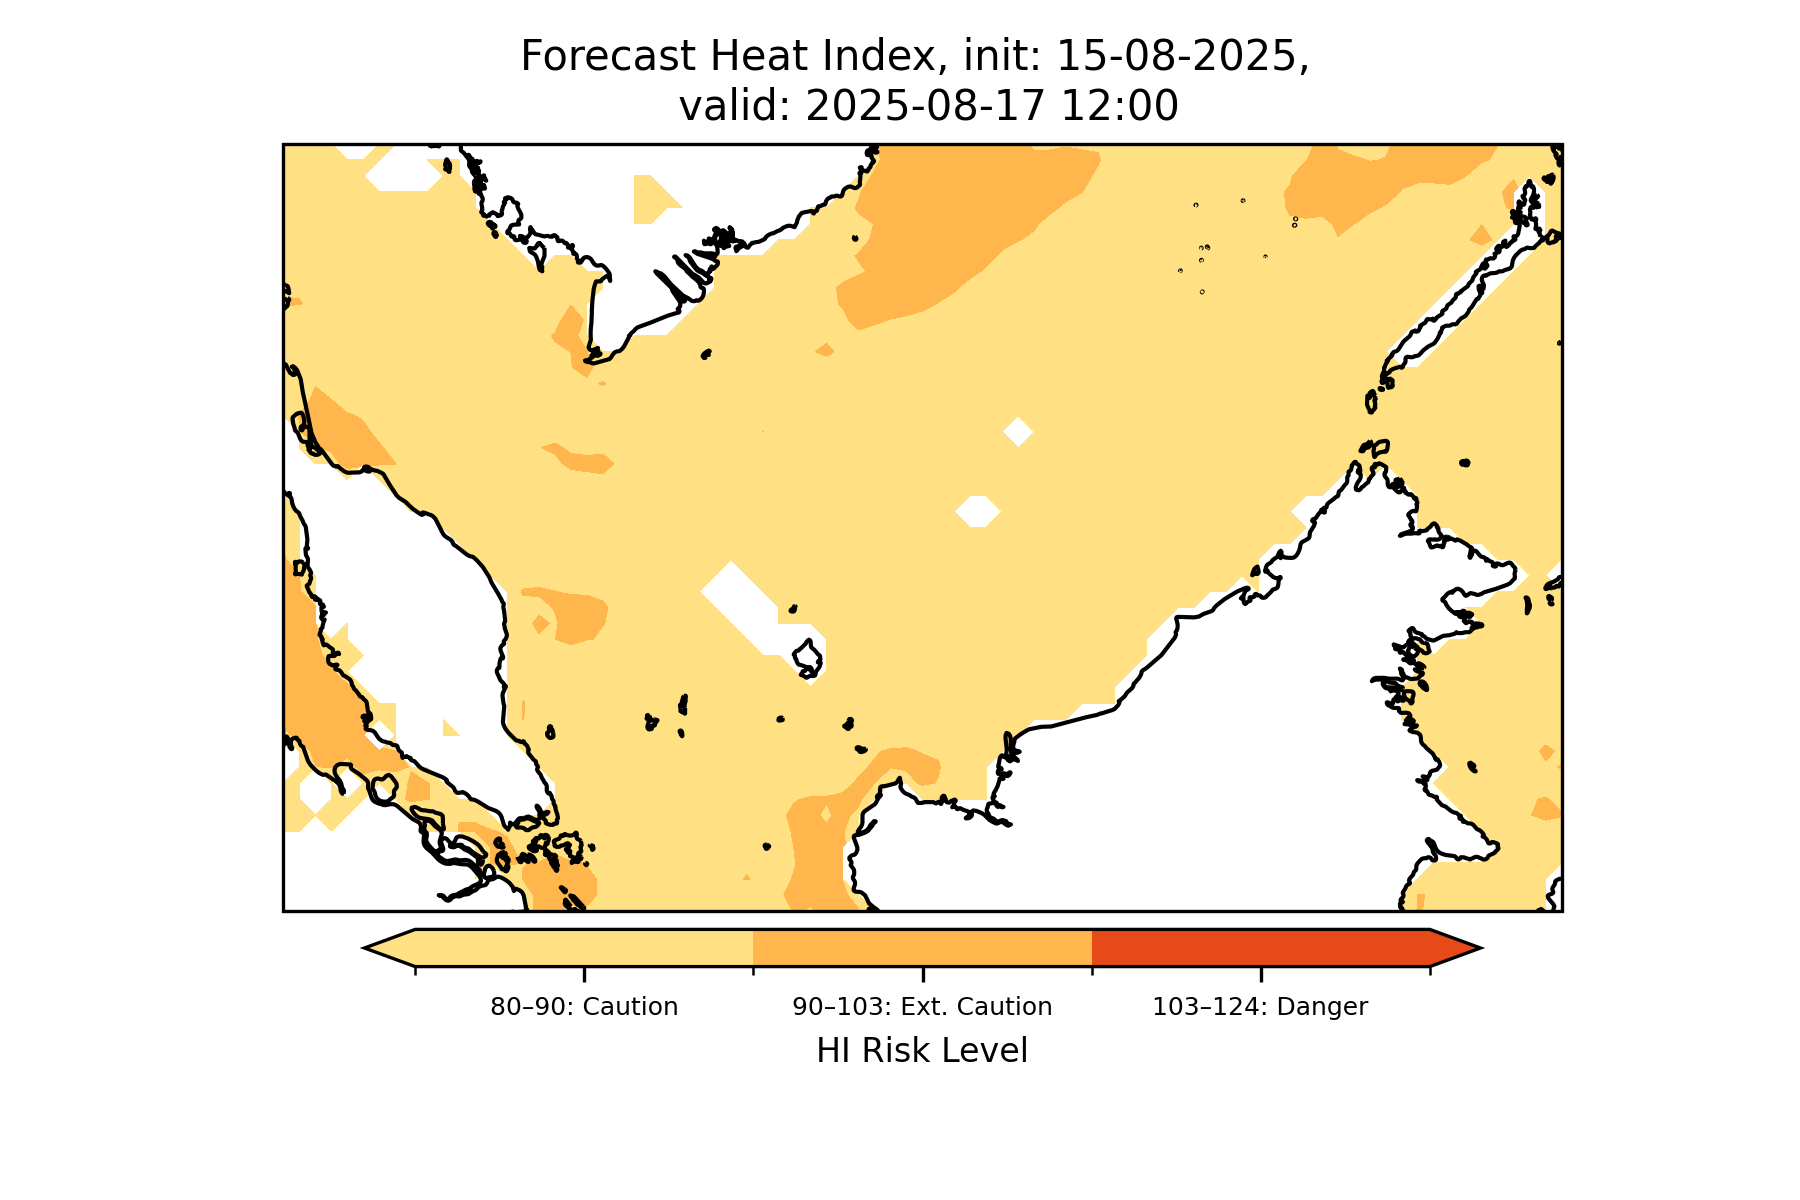 Forecast Heat Index, init: 15-08-2025,
valid: 2025-08-17 12:00
80–90: Caution
90–103: Ext. Caution
103–124: Danger
HI Risk Level